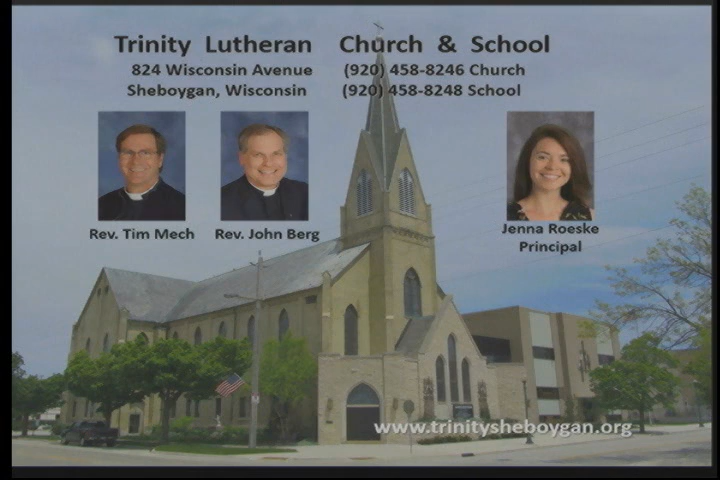 Trinity Lutheran Church & School
824 Wisconsin Avenue (920) 458-8246 Church
Sheboygan, Wisconsin (920) 458-8248 School
Rev. Tim Mech Rev. John Berg Jenna Roeske
Principal
www.trinitysheboygan.org